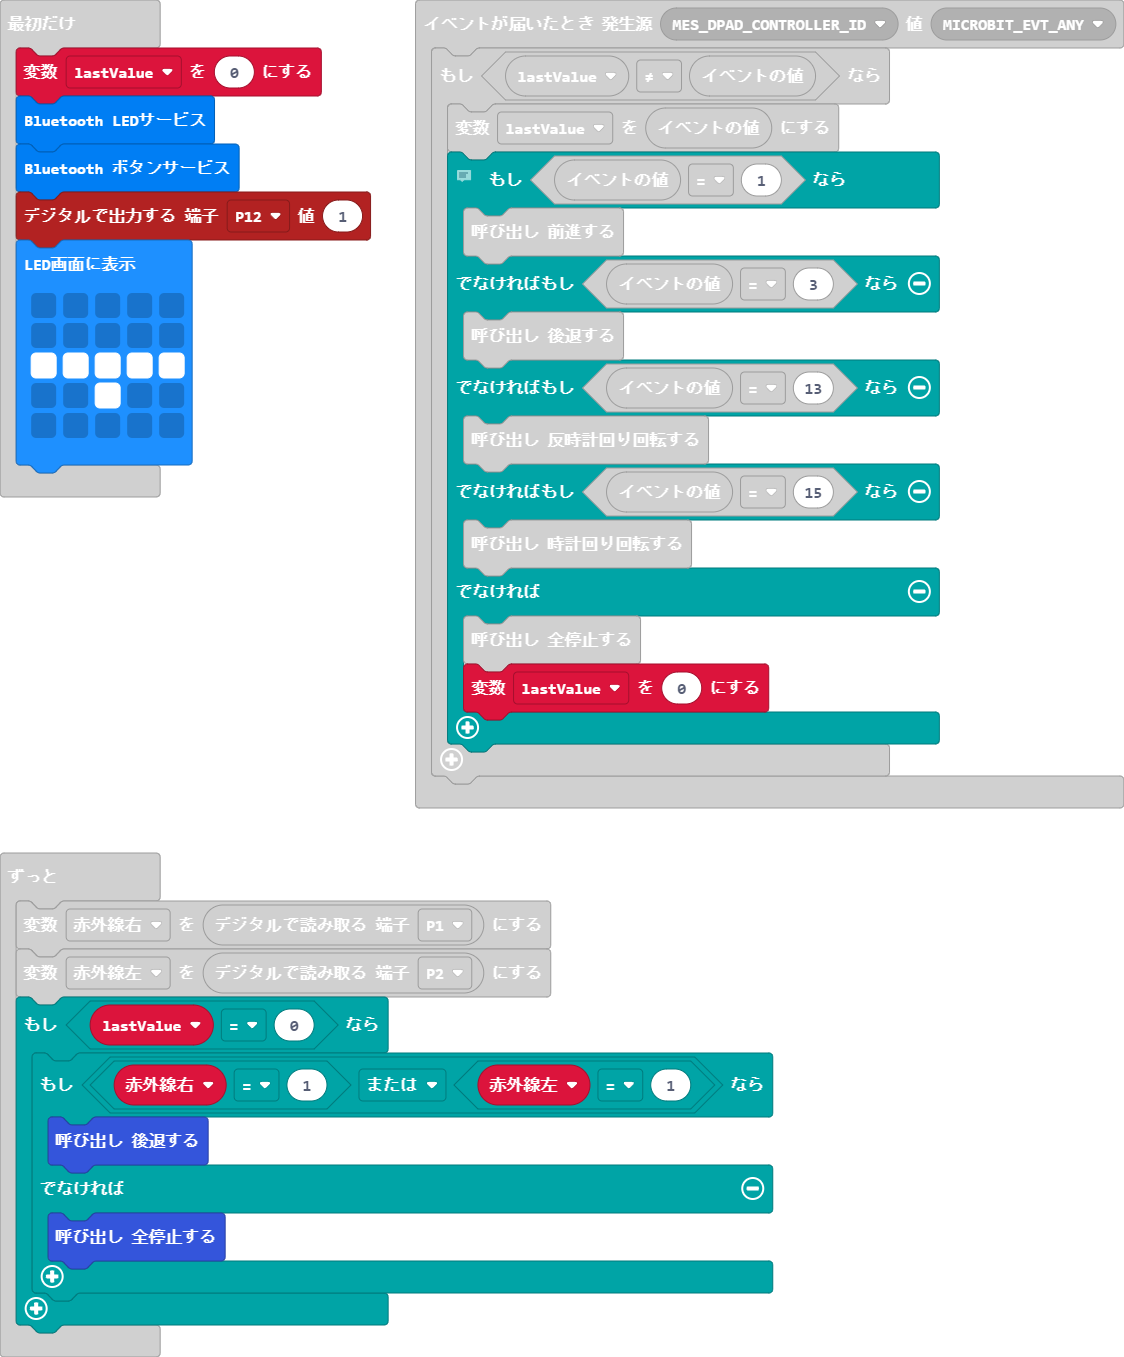 最初だけ
変数 lastValue を 0 にする
Bluetooth LEDサービス
Bluetooth ボタンサービス
デジタルで出力する 端子 P12 値 1
LED画面に表示
イベントが届いたとき 発生源 MES_DPAD_CONTROLLER_ID 値 MICROBIT_EVT_ANY
もし lastValue ≠ イベントの値 なら
変数 lastValue を イベントの値 にする
もし イベントの値 = 1 なら
呼び出し 前進する
でなければもし イベントの値 = 3 なら
呼び出し 後退する
でなければもし イベントの値 = 13 なら
呼び出し 反時計回り回転する
でなければもし イベントの値 = 15 なら
呼び出し 時計回り回転する
でなければ
呼び出し 全停止する
変数 lastValue を 0 にする
ずっと
変数 赤外線右 を デジタルで読み取る 端子 P1 にする
変数 赤外線左 を デジタルで読み取る 端子 P2 にする
もし lastValue = 0 なら
もし 赤外線右 = 1 または 赤外線左 = 1 なら
呼び出し 後退する
でなければ
呼び出し 全停止する